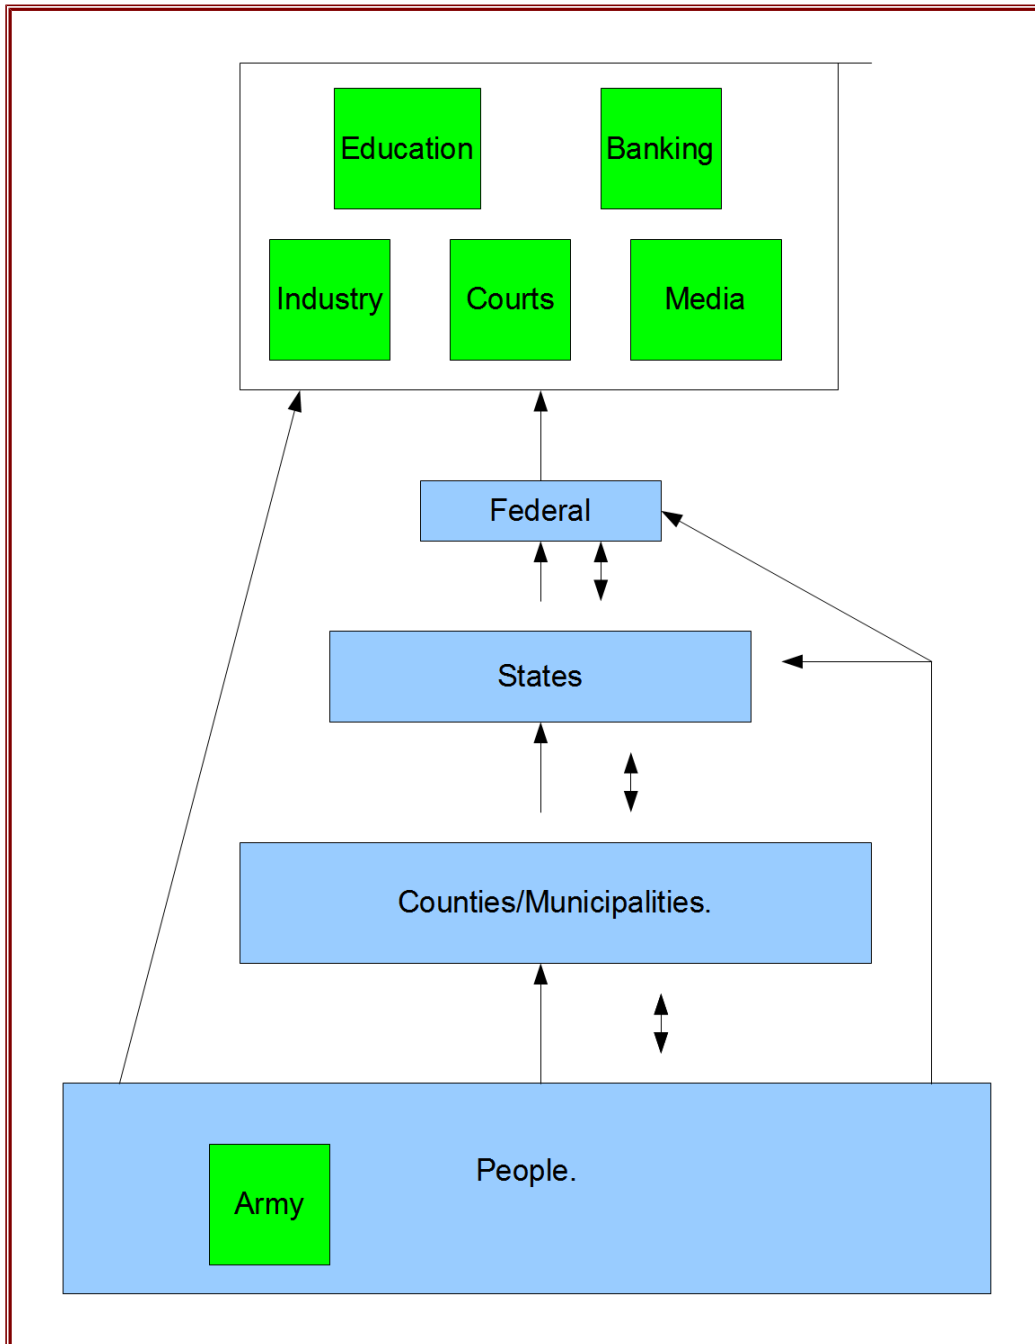 Education
Banking
Industry
Courts
Media
Federal
States
Counties/Municipalities.
People.
Army